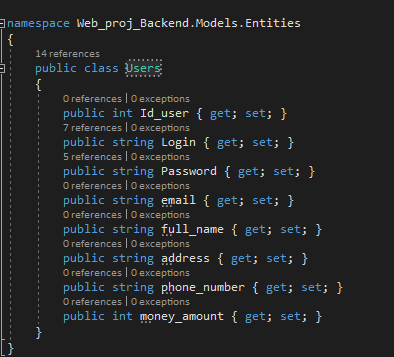 namespace Web_proj_Backend.Models.Entities
{
14 references
public class Users
{
0 references | 0 exceptions
public int Id_user { get; set; }
7 references | 0 exceptions
public string Login { get; set; }
5 references | 0 exceptions
public string Password { get; set; }
0 references | 0 exceptions
public string email { get; set; }
0 references | 0 exceptions
public string full_name { get; set; }
0 references | 0 exceptions
public string address { get; set; }
0 references | 0 exceptions
public string phone_number { get; set; }
0 references | 0 exceptions
public int money_amount { get; set; }
}
}